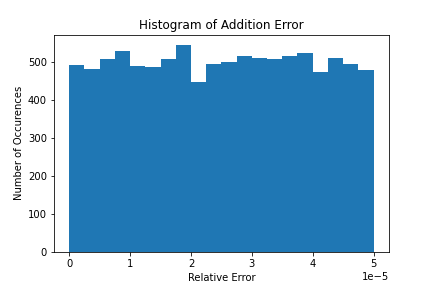 Histogram of Addition Error
Number of Occurences
500
400
300
200
100
0
0 1 2 3 4 5
1e−5
Relative Error